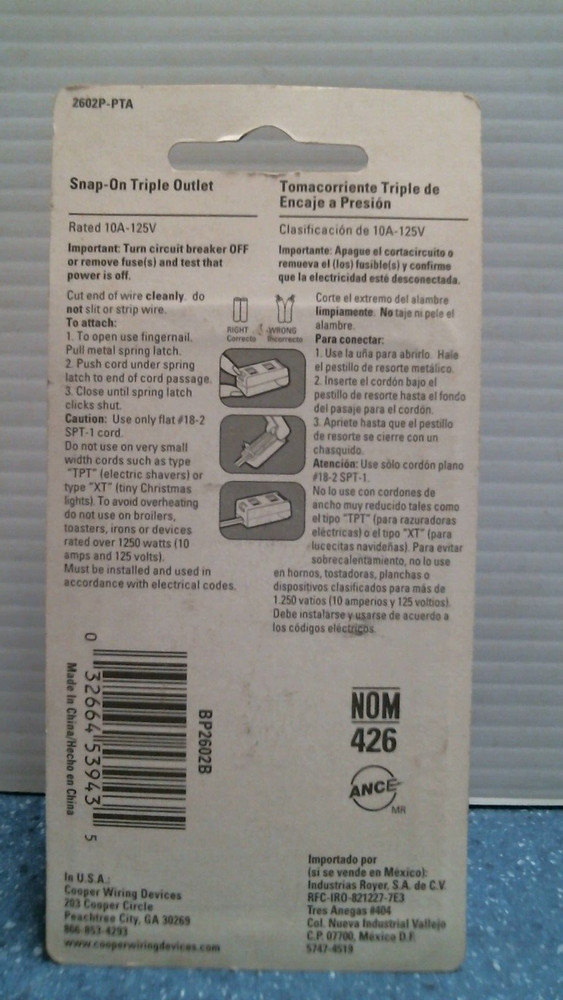 2602P-PTA
Snap-On Triple Outlet
Rated 10A-125V
Important: Turn circuit breaker OFF
or remove fuse(s) and test that
power is off.
Cut end of wire cleanly. do
not slit or strip wire.
To attach:
1. To open use fingernail.
Pull metal spring latch.
2. Push cord under spring
latch to end of cord passage.
3. Close until spring latch
clicks shut.
Caution: Use only flat #18-2
SPT-1 cord.
Do not use on very small
width cords such as type
"TPT" (electric shavers) or
type "XT" (tiny Christmas
lights). To avoid overheating
do not use on broilers,
toasters, irons or devices
rated over 1250 watts (10
amps and 125 volts).
Must be installed and used in
accordance with electrical codes.
RIGHT
Correcto
WRONG
Incorrecto
Tomacorriente Triple de
Encaje a Presión
Clasificación de 10A-125V
Importante: Apague el cortacircuito o
remueva el (los) fusible(s) y confirme
que la electricidad esté desconectada.
Corte el extremo del alambre
limpiamente. No taje ni pele el
alambre.
Para conectar:
1. Use la uña para abrirlo. Hale
el pestillo de resorte metálico.
2. Inserte el cordón bajo el
pestillo de resorte hasta el fondo
del pasaje para el cordón.
3. Apriete hasta que el pestillo
de resorte se cierre con un
chasquido.
Atención: Use sólo cordón plano
#18-2 SPT-1.
No lo use con cordones de
ancho muy reducido tales como
el tipo "TPT" (para razuradoras
eléctricas) o el tipo "XT" (para
lucecitas navideñas). Para evitar
sobrecalentamiento, no lo use
en hornos, tostadoras, planchas o
dispositivos clasificados para más de
1.250 vatios (10 amperios y 125 voltios).
Debe instalarse y usarse de acuerdo a
los códigos eléctricos.
0 32664 53943 5
BP2602B
Made In China/Hecho en China
NOM
426
ANCE
MR
In U.S.A.:
Cooper Wiring Devices
203 Cooper Circle
Peachtree City, GA 30269
866-853-4293
www.cooperwiringdevices.com
Importado por
(si se vende en México):
Industrias Royer, S.A. de C.V.
RFC-IRO-821227-7E3
Tres Anegas #404
Col. Nueva Industrial Vallejo
C.P. 07700, México D.F.
5747-4519